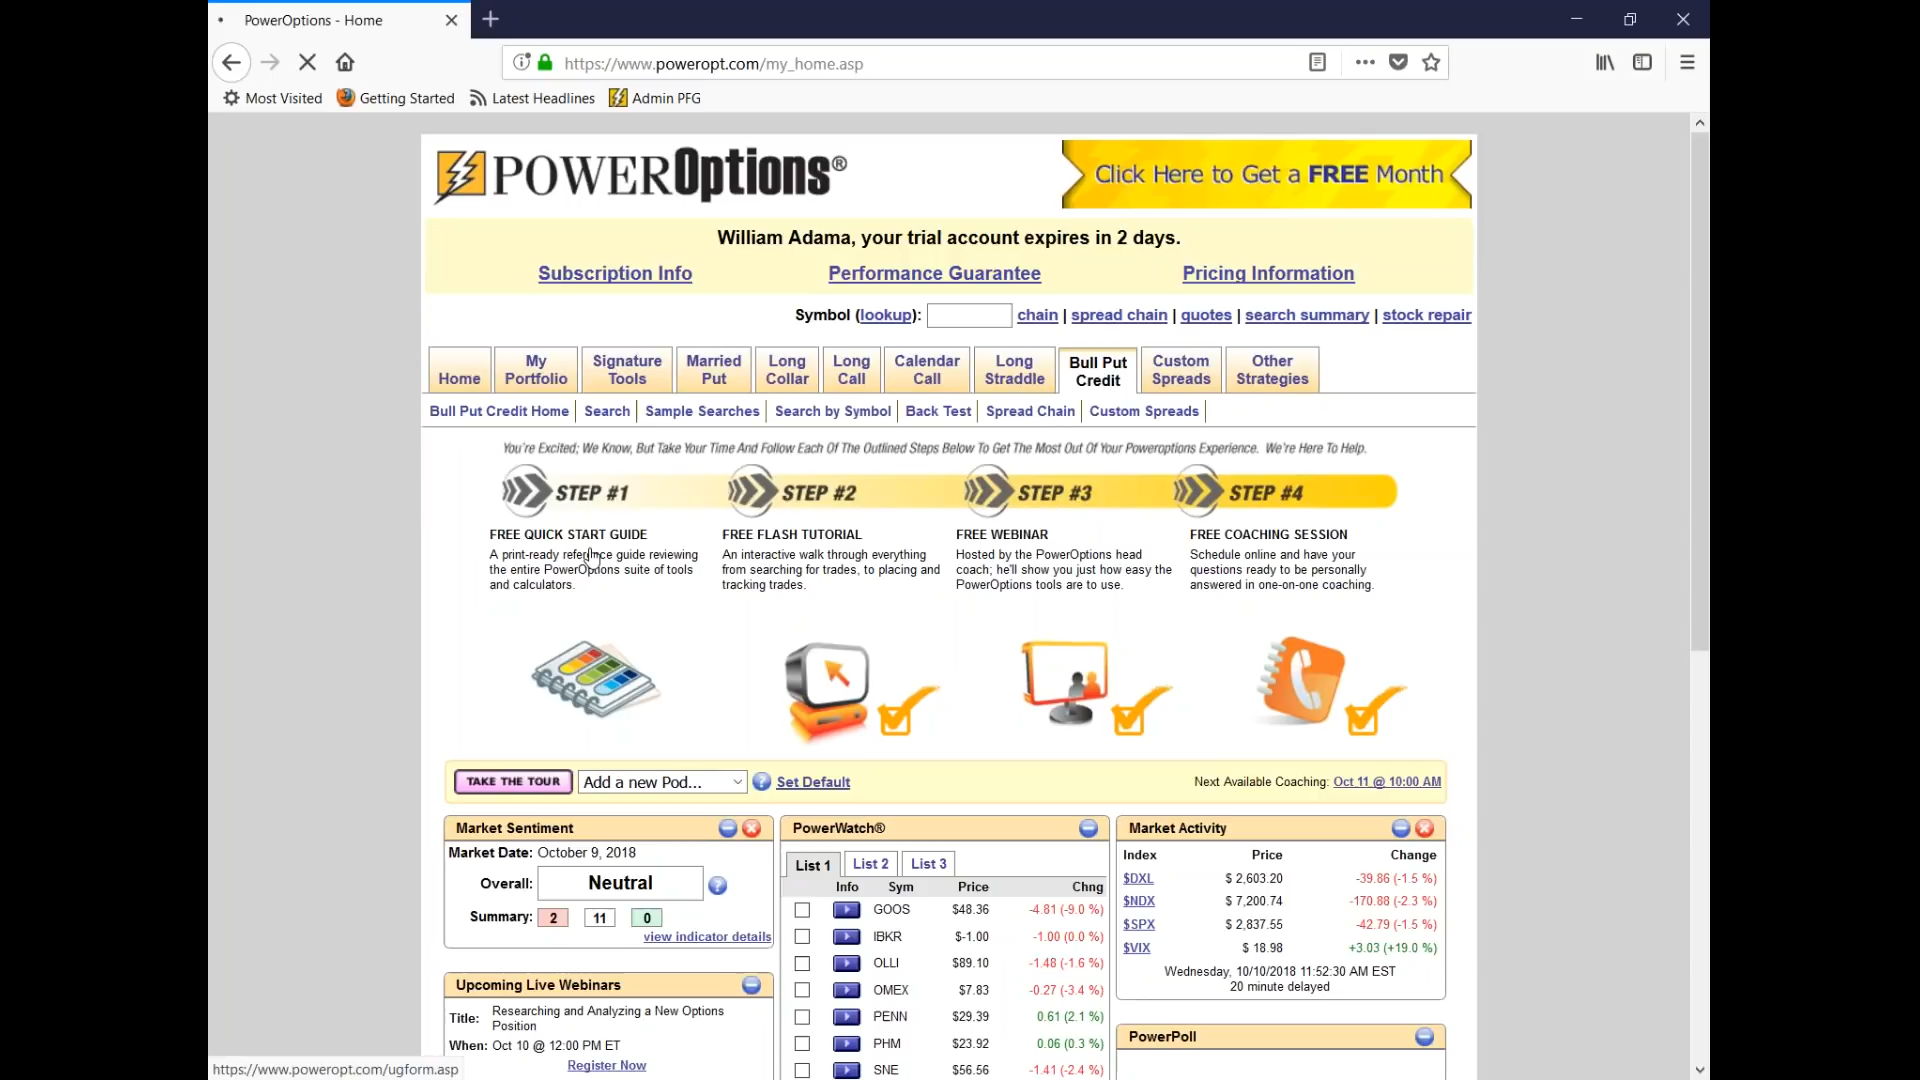 PowerOptions - Home
https://www.poweropt.com/my_home.asp
Most Visited Getting Started Latest Headlines Admin PFG
POWEROptions®
Click Here to Get a FREE Month
William Adama, your trial account expires in 2 days.
Subscription Info Performance Guarantee Pricing Information
Symbol (lookup): chain | spread chain | quotes | search summary | stock repair
Home
My Portfolio
Signature Tools
Married Put
Long Collar
Long Call
Calendar Call
Long Straddle
Bull Put Credit
Custom Spreads
Other Strategies
Bull Put Credit Home | Search | Sample Searches | Search by Symbol | Back Test | Spread Chain | Custom Spreads |
You're Excited; We Know, But Take Your Time And Follow Each Of The Outlined Steps Below To Get The Most Out Of Your Poweroptions Experience. We're Here To Help.
STEP #1 STEP #2 STEP #3 STEP #4
FREE QUICK START GUIDE
A print-ready reference guide reviewing
the entire PowerOptions suite of tools
and calculators.
FREE FLASH TUTORIAL
An interactive walk through everything
from searching for trades, to placing and
tracking trades.
FREE WEBINAR
Hosted by the PowerOptions head
coach; he'll show you just how easy the
PowerOptions tools are to use.
FREE COACHING SESSION
Schedule online and have your
questions ready to be personally
answered in one-on-one coaching.
TAKE THE TOUR Add a new Pod... ? Set Default Next Available Coaching: Oct 11 @ 10:00 AM
Market Sentiment
Market Date: October 9, 2018
Overall: Neutral ?
Summary: 2 11 0
view indicator details
Upcoming Live Webinars
Title: Researching and Analyzing a New Options
Position
When: Oct 10 @ 12:00 PM ET
Register Now
PowerWatch®
List 1 List 2 List 3
Info Sym Price Chng
GOOS $48.36 -4.81 (-9.0 %)
IBKR $-1.00 -1.00 (0.0 %)
OLLI $89.10 -1.48 (-1.6 %)
OMEX $7.83 -0.27 (-3.4 %)
PENN $29.39 0.61 (2.1 %)
PHM $23.92 0.06 (0.3 %)
SNE $56.56 -1.41 (-2.4 %)
Market Activity
Index Price Change
$DXL $ 2,603.20 -39.86 (-1.5 %)
$NDX $ 7,200.74 -170.88 (-2.3 %)
$SPX $ 2,837.55 -42.79 (-1.5 %)
$VIX $ 18.98 +3.03 (+19.0 %)
Wednesday, 10/10/2018 11:52:30 AM EST
20 minute delayed
PowerPoll
https://www.poweropt.com/ugform.asp